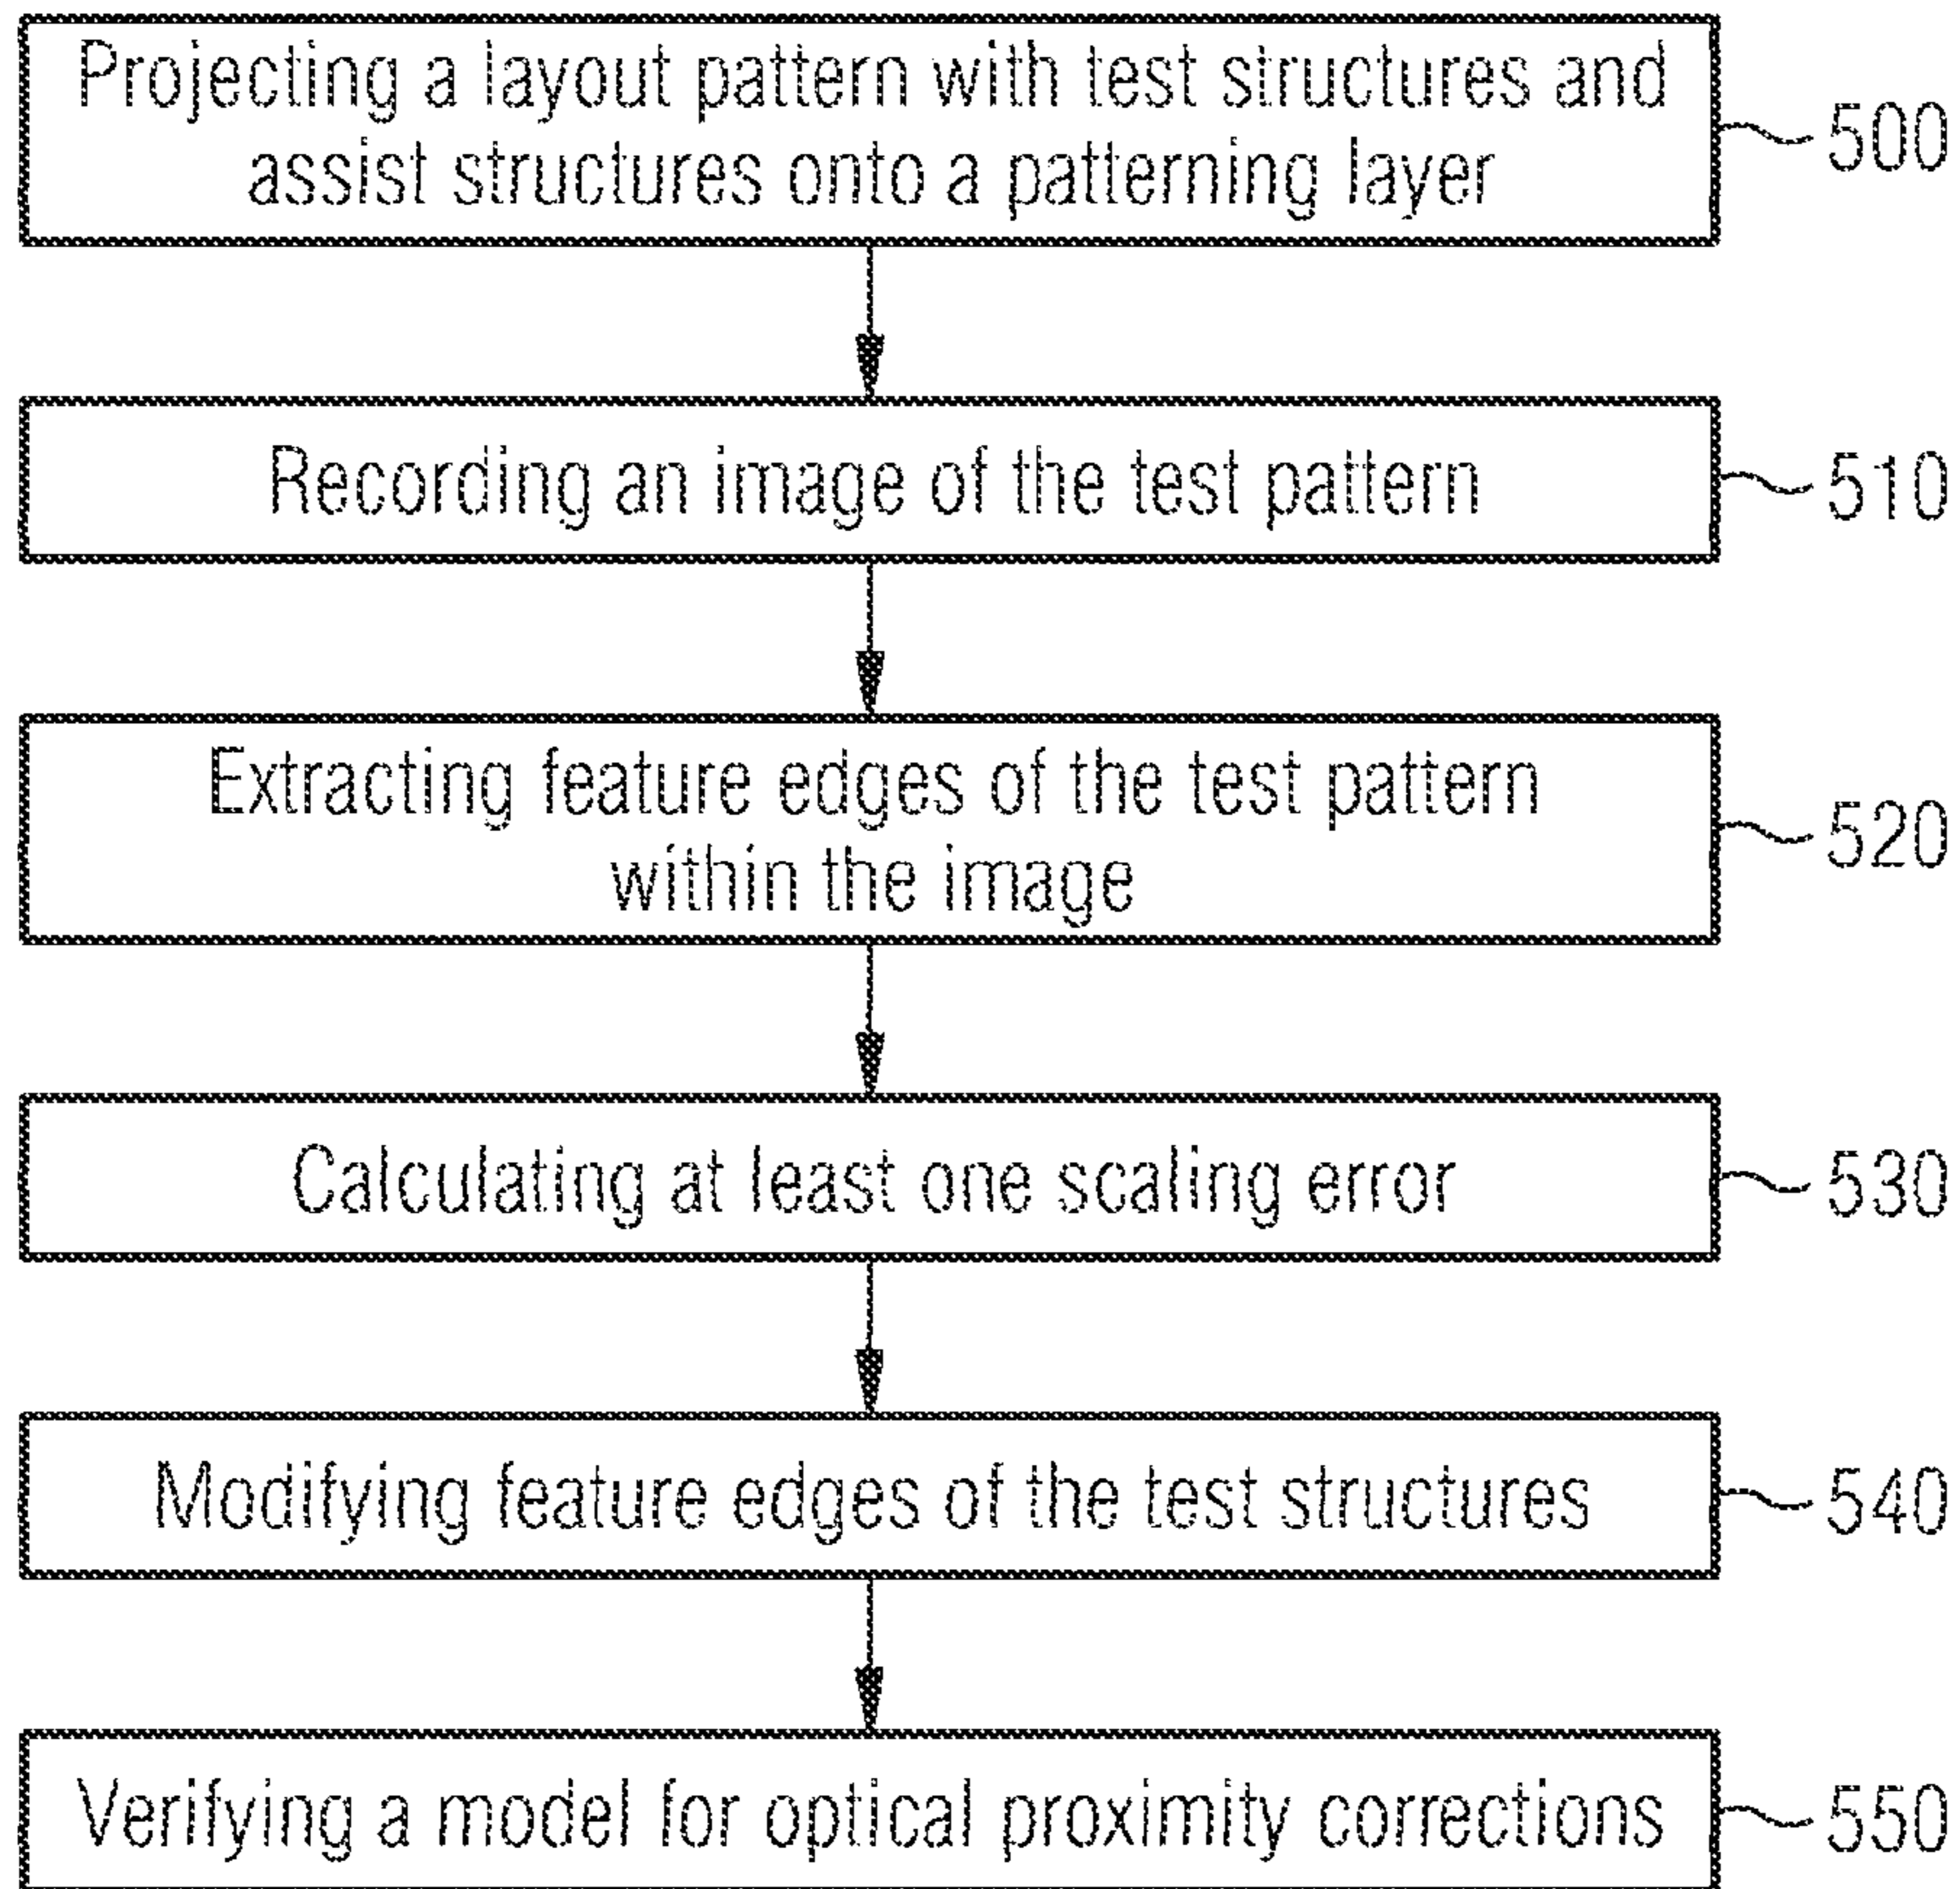 Projecting a layout pattern with test structures and
assist structures onto a patterning layer
500
Recording an image of the test pattern
510
Extracting feature edges of the test pattern
within the image
520
Calculating at least one scaling error
530
Modifying feature edges of the test structures
540
Verifying a model for optical proximity corrections
550